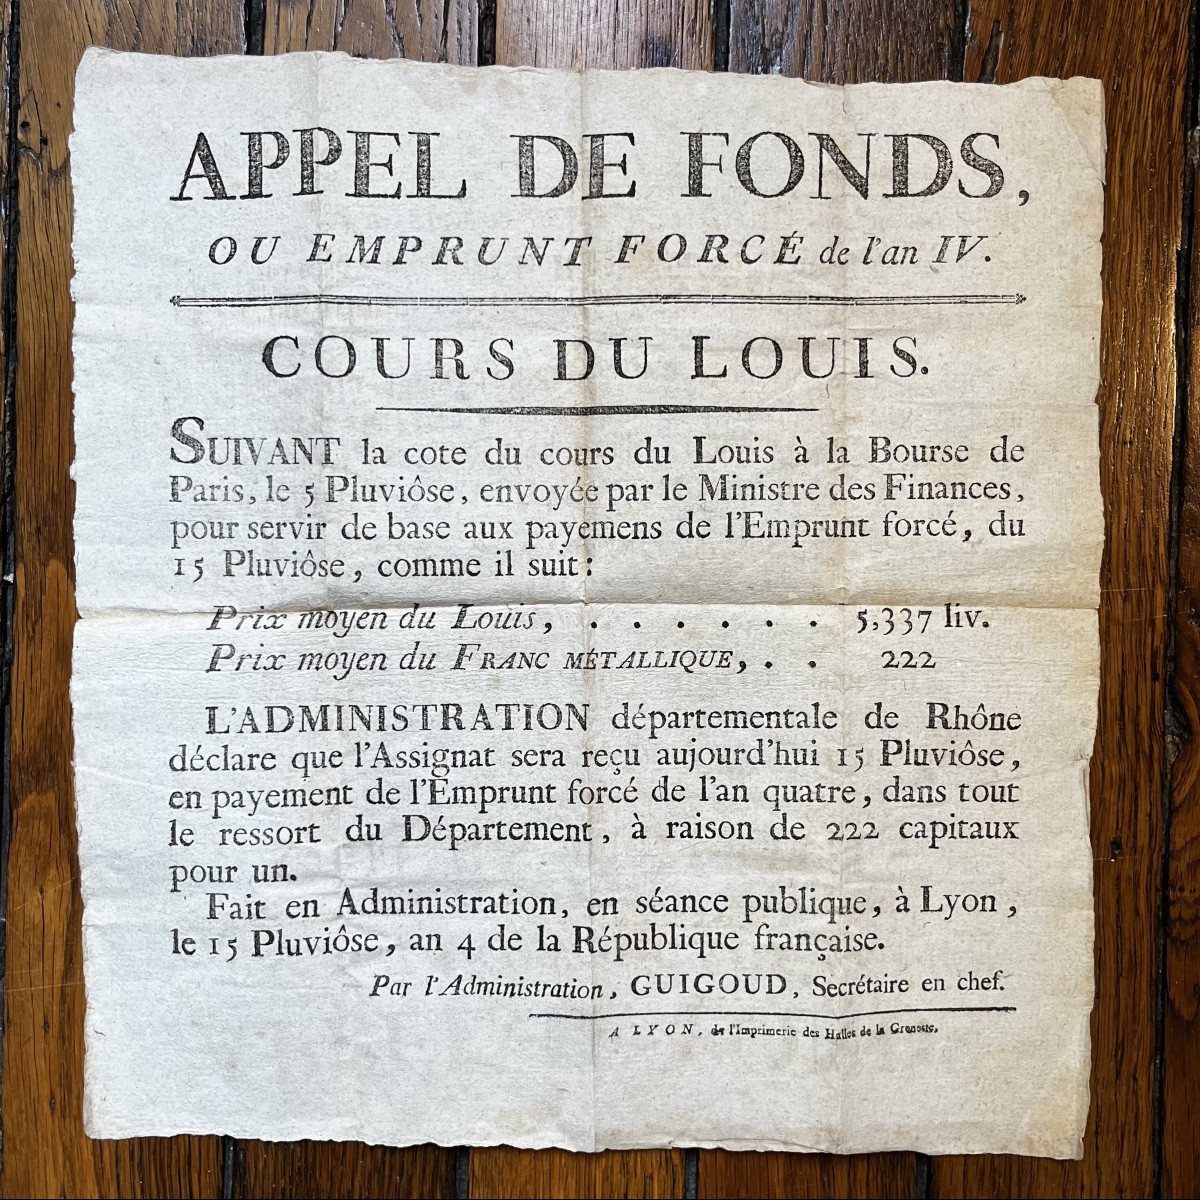 APPEL DE FONDS,
OU EMPRUNT FORCÉ de l'an IV.
COURS DU LOUIS.
SUIVANT la cote du cours du Louis à la Bourse de
Paris, le 5 Pluviôse, envoyée par le Ministre des Finances,
pour servir de base aux payemens de l'Emprunt forcé, du
15 Pluviôse, comme il suit:
Prix moyen du Louis, . . . . . . 5,337 liv.
Prix moyen du FRANC MÉTALLIQUE, . . 222
L'ADMINISTRATION départementale de Rhône
déclare que l'Assignat sera reçu aujourd'hui 15 Pluviôse,
en payement de l'Emprunt forcé de l'an quatre, dans tout
le ressort du Département, à raison de 222 capitaux
pour un.
Fait en Administration, en séance publique, à Lyon,
le 15 Pluviôse, an 4 de la République française.
Par l'Administration, GUIGOUD, Secrétaire en chef.
A LYON, de l'Imprimerie des Halles de la